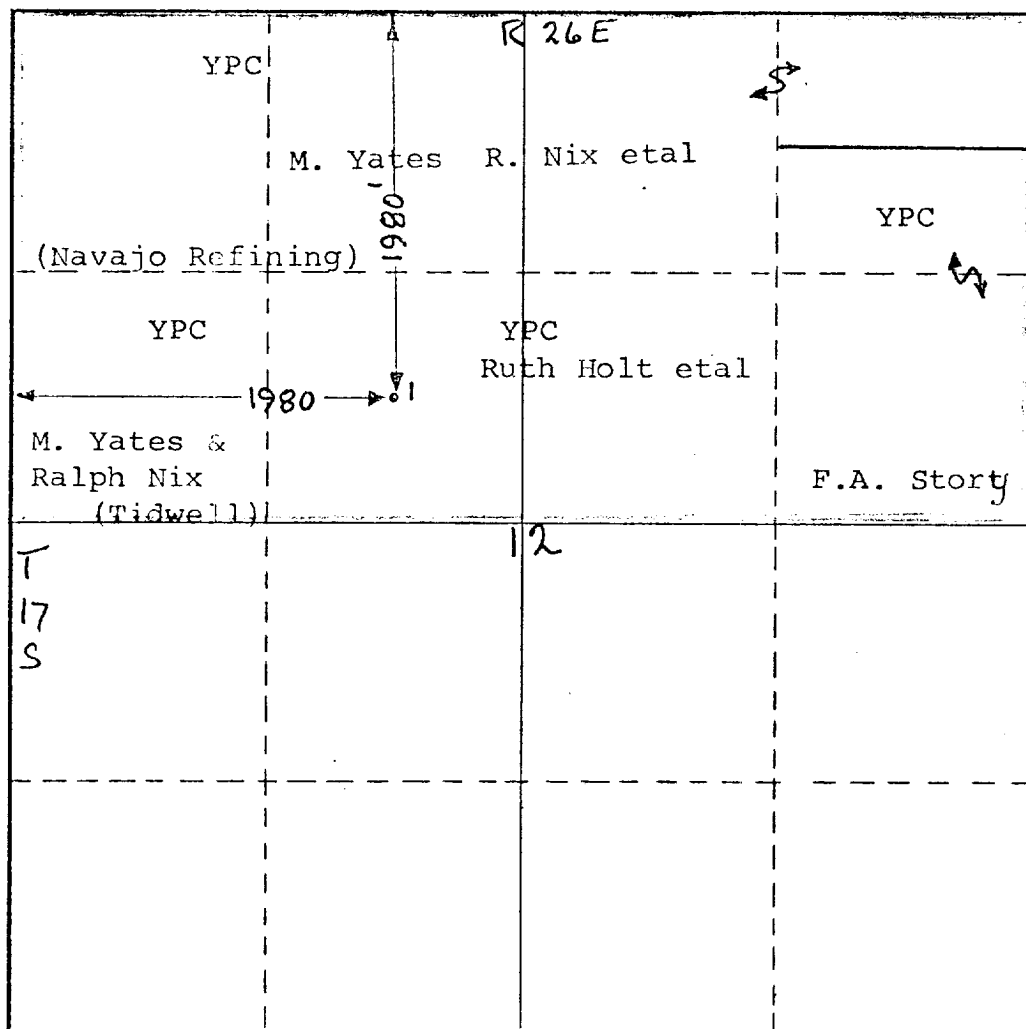 R 26 E
YPC
M. Yates R. Nix etal
YPC
1980'
(Navajo Refining)
YPC
YPC
Ruth Holt etal
1980
1
M. Yates &
Ralph Nix
(Tidwell)
F.A. Story
12
T
17
S